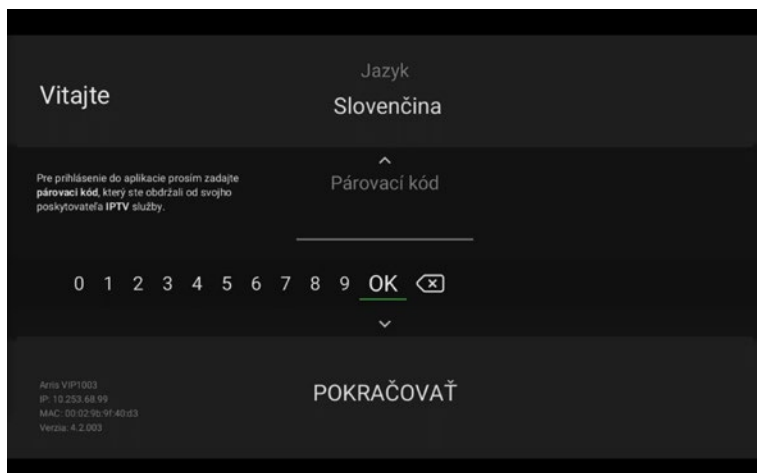 Vitajte
Jazyk
Slovenčina
Pre prihlásenie do aplikacie prosím zadajte
párovaci kód, který ste obdržali od svojho
poskytovateľa IPTV služby.
Párovací kód
0 1 2 3 4 5 6 7 8 9 OK
POKRAČOVAŤ
Arris VIP1003
IP: 10.253.68.99
MAC: 00:02:9b:9f:40:d3
Verzia: 4.2.003